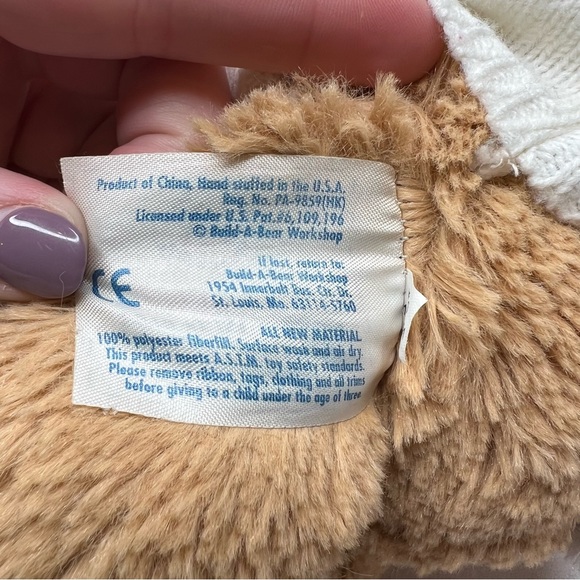 Product of China, Hand stuffed in the U.S.A.
Reg. No. PA-9859(HK)
Licensed under U.S. Pat.#6,109,196
© Build-A-Bear Workshop
If lost, return to:
Build-A-Bear Workshop
1954 Innerbelt Bus. Ctr. Dr.
St. Louis, Mo. 63114-5760
CE
ALL NEW MATERIAL
100% polyester fiberfill. Surface wash and air dry.
This product meets A.S.T.M. toy safety standards.
Please remove ribbon, tags, clothing and all trims
before giving to a child under the age of three